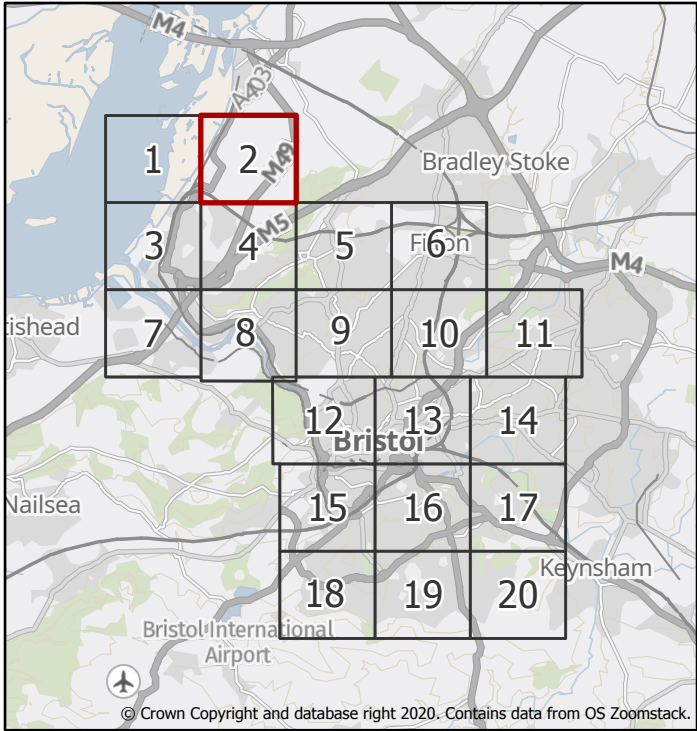 M4
A403
1
2
M49
Bradley Stoke
M5
3
4
5
6
Filton
M4
tishead
7
8
9
10
11
12
13
14
Bristol
Nailsea
15
16
17
Keynsham
18
19
20
Bristol International
Airport
© Crown Copyright and database right 2020. Contains data from OS Zoomstack.